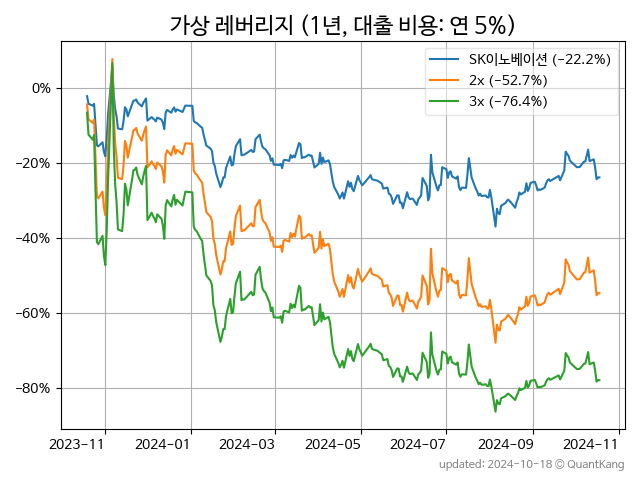 가상 레버리지 (1년, 대출 비용: 연 5%)
SK이노베이션 (−22.2%)
2x (−52.7%)
3x (−76.4%)
0%
−20%
−40%
−60%
−80%
2023-11 2024-01 2024-03 2024-05 2024-07 2024-09 2024-11
updated: 2024-10-18 © QuantKang